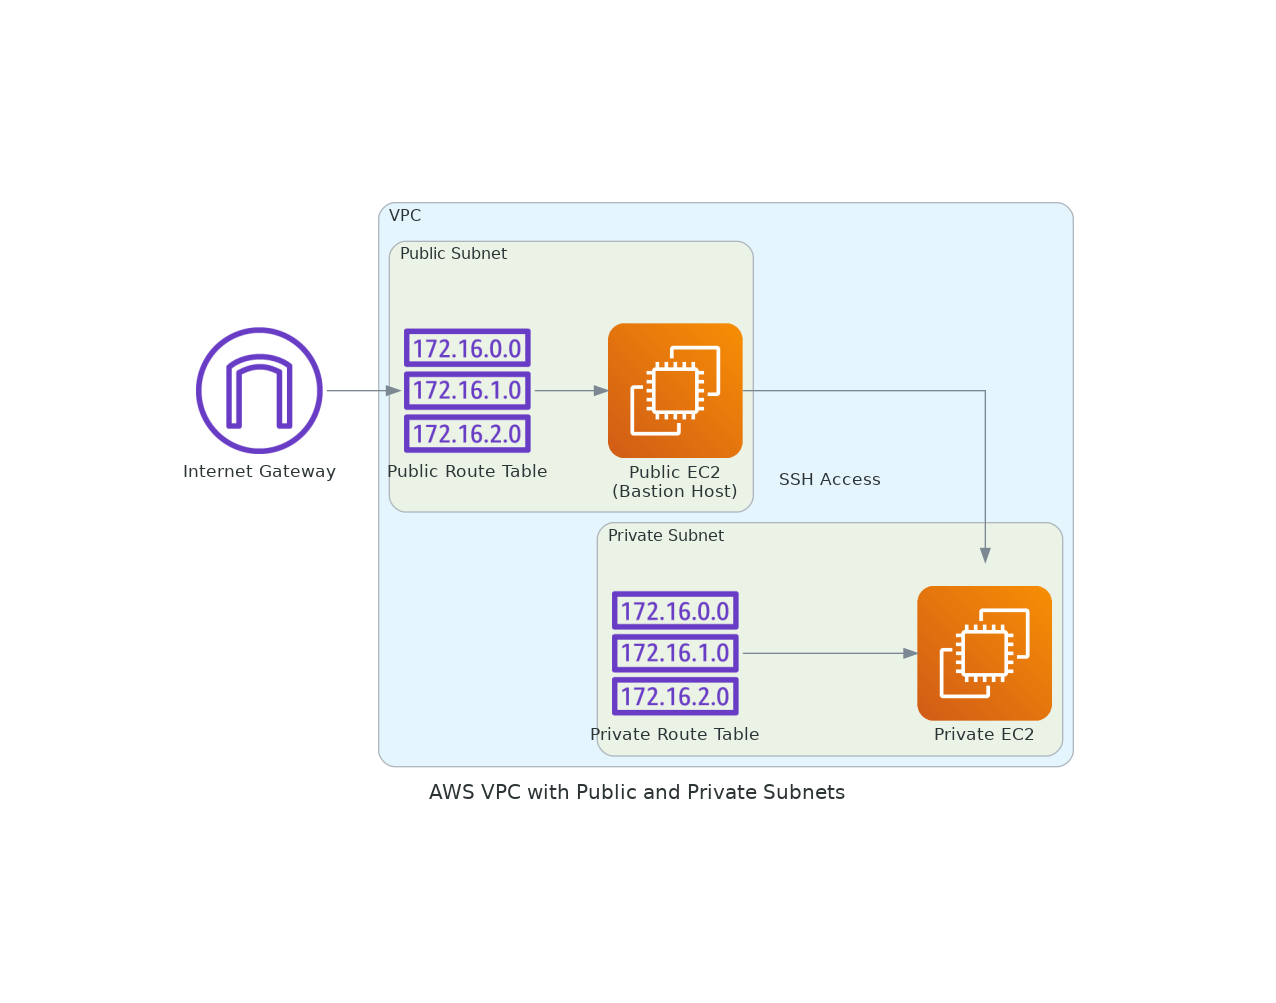 VPC
Public Subnet
172.16.0.0
172.16.1.0
172.16.2.0
Internet Gateway
Public Route Table
Public EC2
(Bastion Host)
SSH Access
Private Subnet
172.16.0.0
172.16.1.0
172.16.2.0
Private Route Table
Private EC2
AWS VPC with Public and Private Subnets